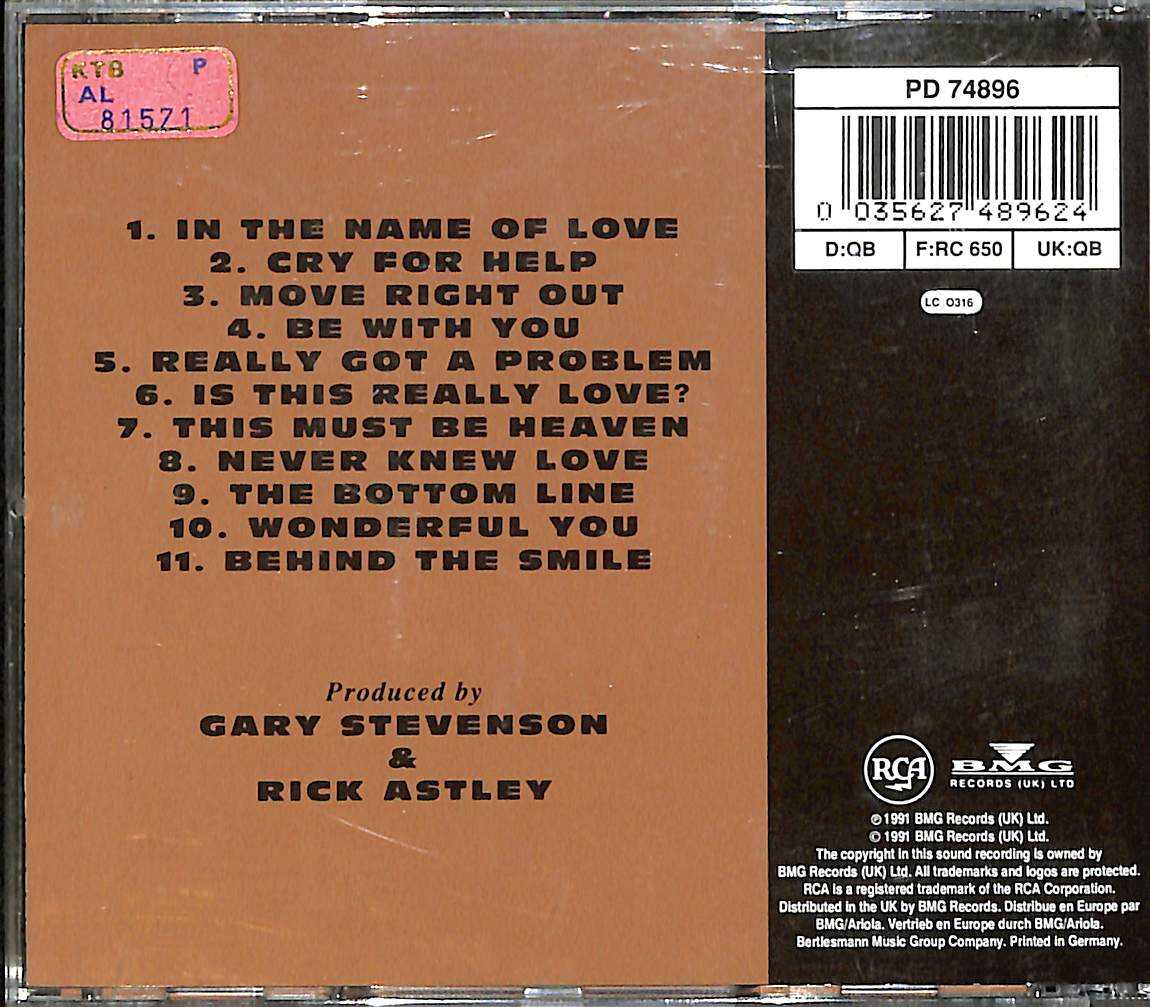 KTB P
AL
81571
1. IN THE NAME OF LOVE
2. CRY FOR HELP
3. MOVE RIGHT OUT
4. BE WITH YOU
5. REALLY GOT A PROBLEM
6. IS THIS REALLY LOVE?
7. THIS MUST BE HEAVEN
8. NEVER KNEW LOVE
9. THE BOTTOM LINE
10. WONDERFUL YOU
11. BEHIND THE SMILE
Produced by
GARY STEVENSON
&
RICK ASTLEY
PD 74896
0 035627 489624
D:QB F:RC 650 UK:QB
LC 0316
RCA BMG
RECORDS (UK) LTD
℗ 1991 BMG Records (UK) Ltd.
© 1991 BMG Records (UK) Ltd.
The copyright in this sound recording is owned by
BMG Records (UK) Ltd. All trademarks and logos are protected.
RCA is a registered trademark of the RCA Corporation.
Distributed in the UK by BMG Records. Distribue en Europe par
BMG/Ariola. Vertrieb en Europe durch BMG/Ariola.
Bertlesmann Music Group Company. Printed in Germany.